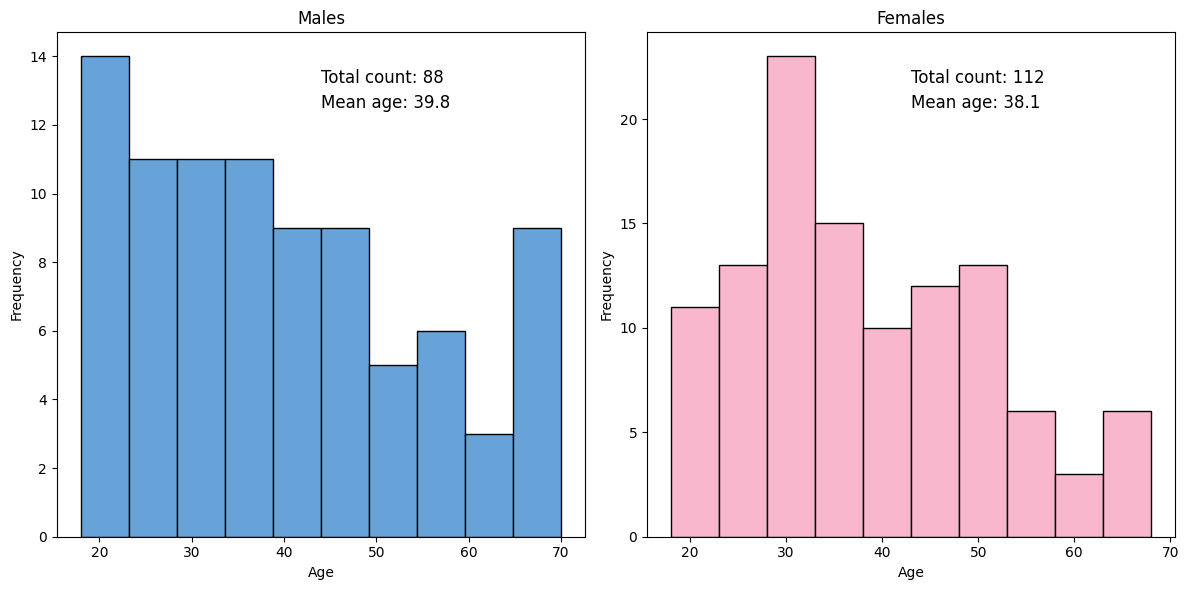 Males
Total count: 88
Mean age: 39.8
14
12
10
8
6
4
2
0
Frequency
20 30 40 50 60 70
Age
Females
Total count: 112
Mean age: 38.1
20
15
10
5
0
Frequency
20 30 40 50 60 70
Age